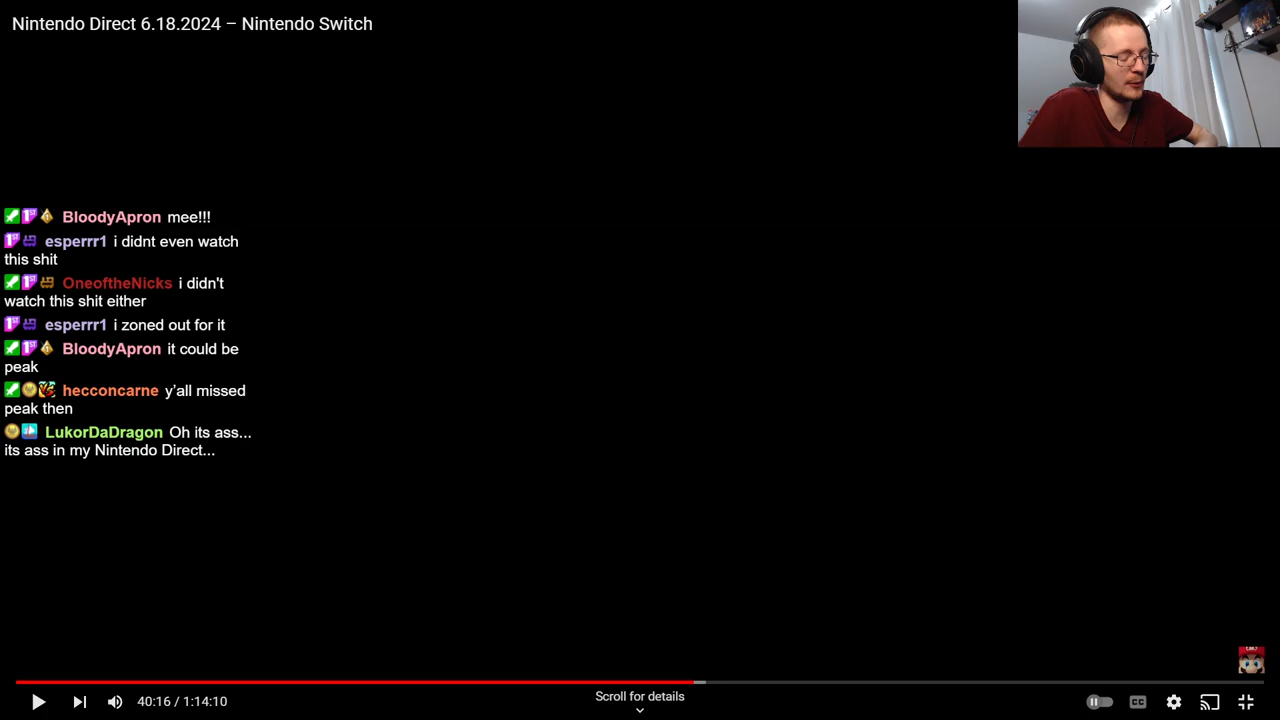 Nintendo Direct 6.18.2024 – Nintendo Switch
BloodyApron mee!!!
esperrr1 i didnt even watch
this shit
OneoftheNicks i didn't
watch this shit either
esperrr1 i zoned out for it
BloodyApron it could be
peak
hecconcarne y'all missed
peak then
LukorDaDragon Oh its ass...
its ass in my Nintendo Direct...
Scroll for details
40:16 / 1:14:10
CC